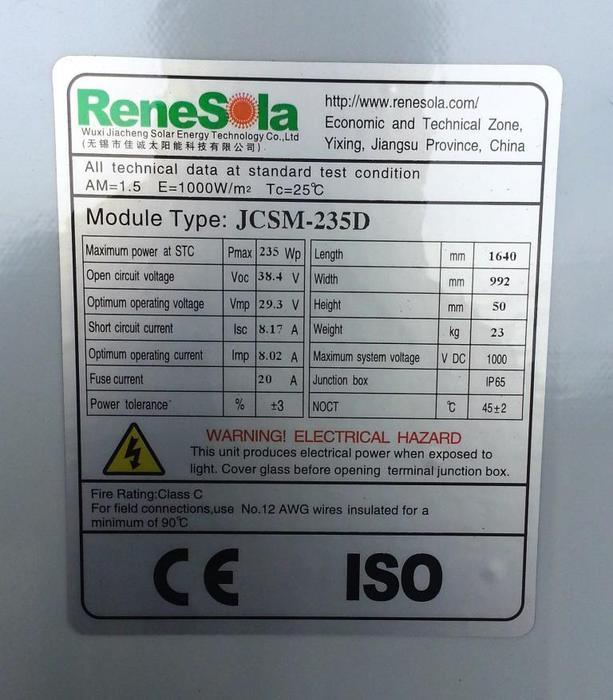 ReneSola
Wuxi Jiacheng Solar Energy Technology Co.,Ltd
(无锡市佳诚太阳能科技有限公司)
http://www.renesola.com/
Economic and Technical Zone,
Yixing, Jiangsu Province, China
All technical data at standard test condition
AM=1.5 E=1000W/m2 Tc=25℃
Module Type: JCSM-235D
Maximum power at STC Pmax 235 Wp Length mm 1640
Open circuit voltage Voc 38.4 V Width mm 992
Optimum operating voltage Vmp 29.3 V Height mm 50
Short circuit current Isc 8.17 A Weight kg 23
Optimum operating current Imp 8.02 A Maximum system voltage V DC 1000
Fuse current 20 A Junction box IP65
Power tolerance % ±3 NOCT ℃ 45±2
WARNING! ELECTRICAL HAZARD
This unit produces electrical power when exposed to
light. Cover glass before opening terminal junction box.
Fire Rating:Class C
For field connections,use No.12 AWG wires insulated for a
minimum of 90℃
CE ISO